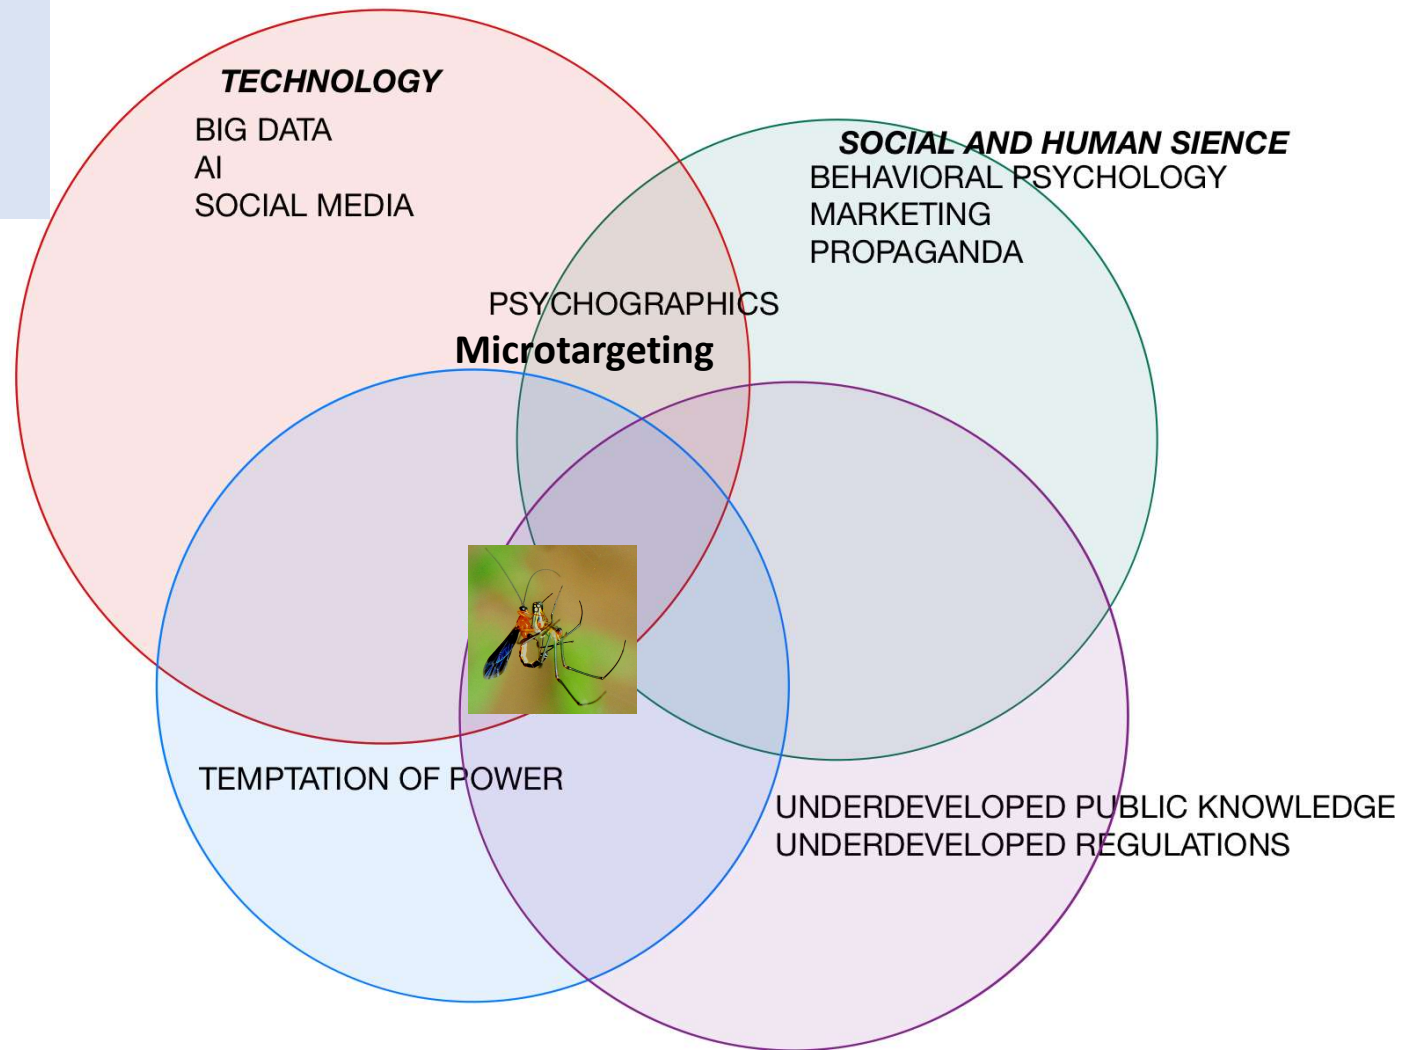 TECHNOLOGY
BIG DATA
AI
SOCIAL MEDIA
SOCIAL AND HUMAN SIENCE
BEHAVIORAL PSYCHOLOGY
MARKETING
PROPAGANDA
PSYCHOGRAPHICS
Microtargeting
TEMPTATION OF POWER
UNDERDEVELOPED PUBLIC KNOWLEDGE
UNDERDEVELOPED REGULATIONS